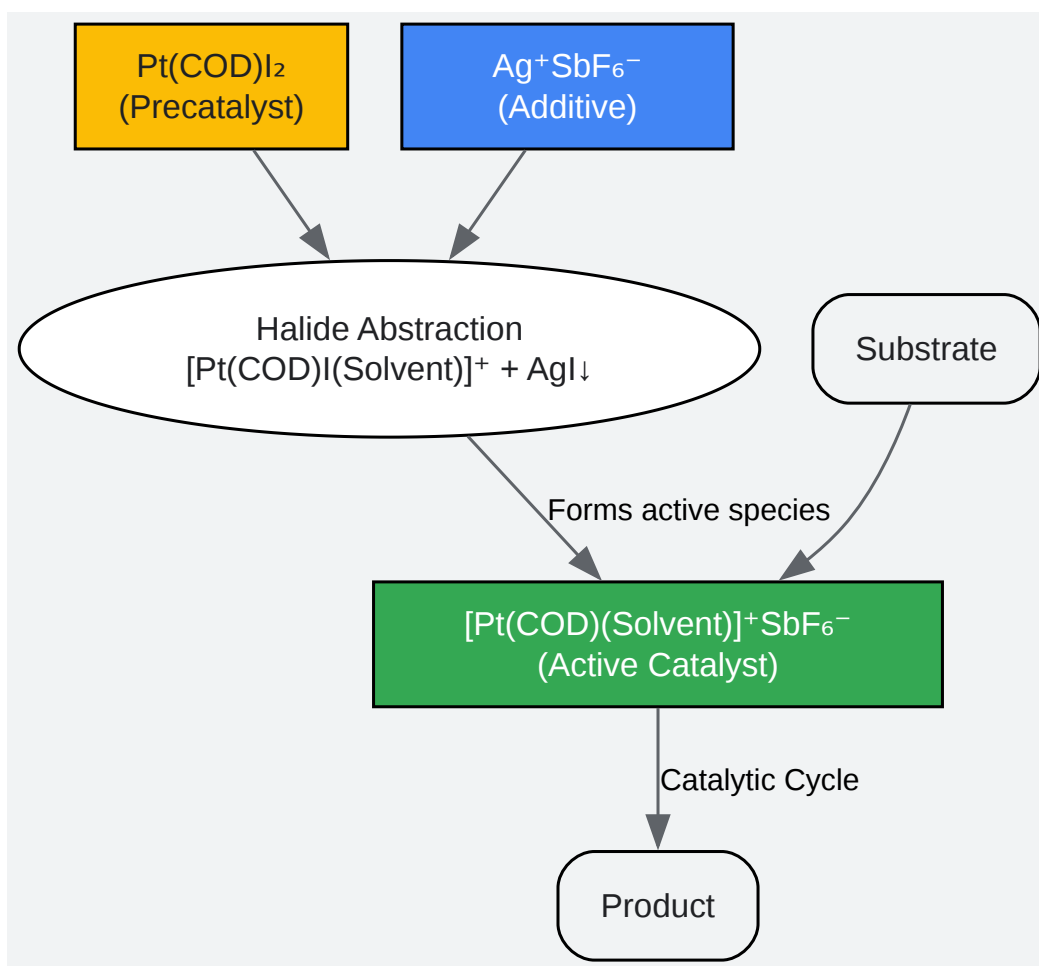 Pt(COD)I₂
(Precatalyst)
Ag⁺SbF₆⁻
(Additive)
Halide Abstraction
[Pt(COD)I(Solvent)]⁺ + AgI↓
Substrate
Forms active species
[Pt(COD)(Solvent)]⁺SbF₆⁻
(Active Catalyst)
Catalytic Cycle
Product